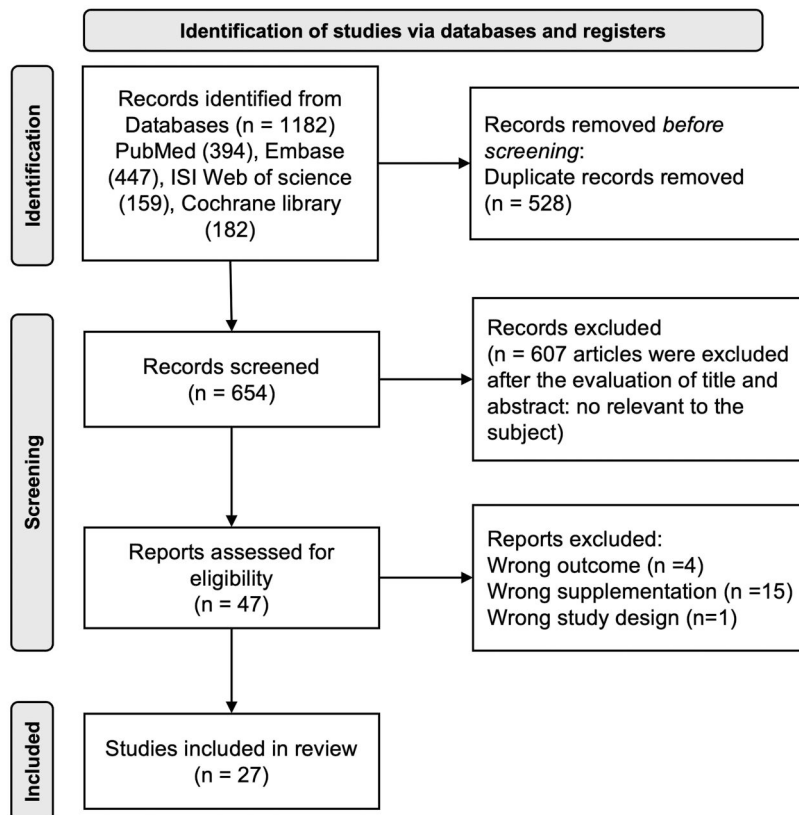 Identification of studies via databases and registers
Identification
Records identified from
Databases (n = 1182)
PubMed (394), Embase
(447), ISI Web of science
(159), Cochrane library
(182)
Records removed before
screening:
Duplicate records removed
(n = 528)
Screening
Records screened
(n = 654)
Records excluded
(n = 607 articles were excluded
after the evaluation of title and
abstract: no relevant to the
subject)
Reports assessed for
eligibility
(n = 47)
Reports excluded:
Wrong outcome (n =4)
Wrong supplementation (n =15)
Wrong study design (n=1)
Included
Studies included in review
(n = 27)